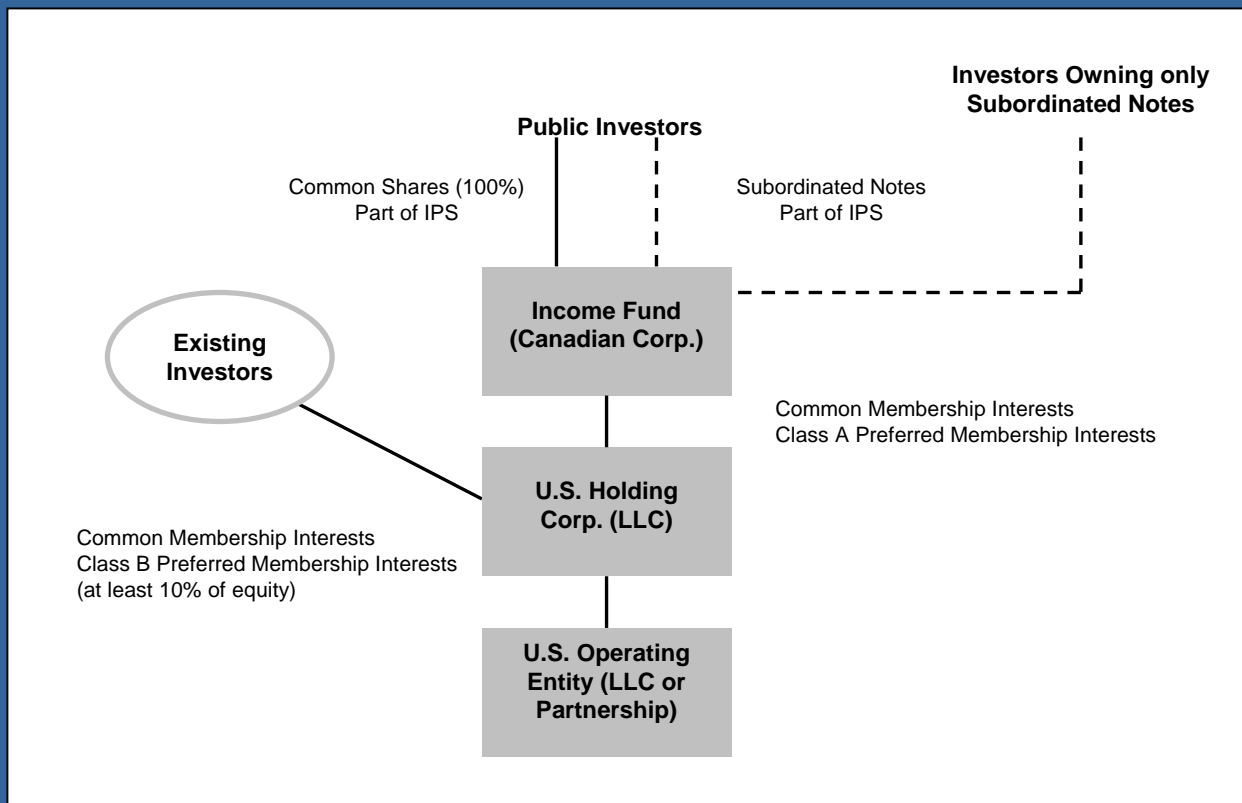 Investors Owning only
Subordinated Notes
Public Investors
Common Shares (100%)
Part of IPS
Subordinated Notes
Part of IPS
Income Fund
(Canadian Corp.)
Existing
Investors
Common Membership Interests
Class A Preferred Membership Interests
U.S. Holding
Corp. (LLC)
Common Membership Interests
Class B Preferred Membership Interests
(at least 10% of equity)
U.S. Operating
Entity (LLC or
Partnership)